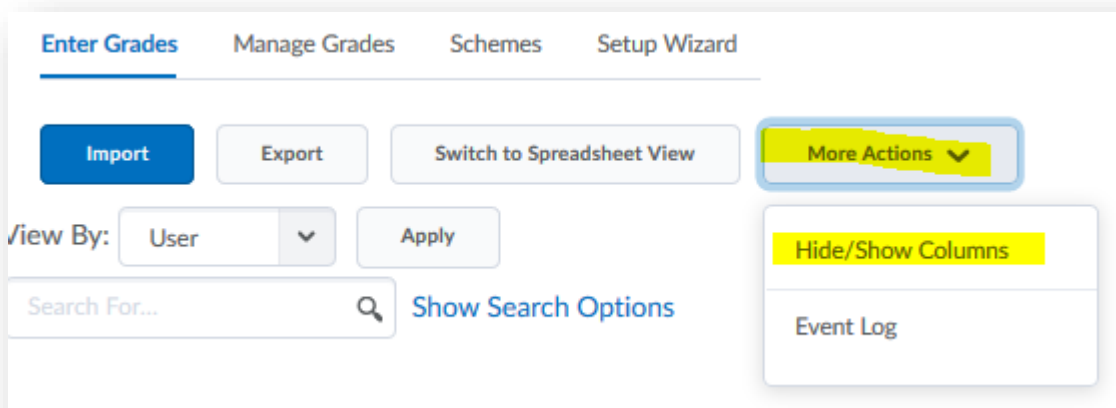 Enter Grades Manage Grades Schemes Setup Wizard
Import Export Switch to Spreadsheet View More Actions
View By: User Apply
Hide/Show Columns
Search For... Show Search Options
Event Log